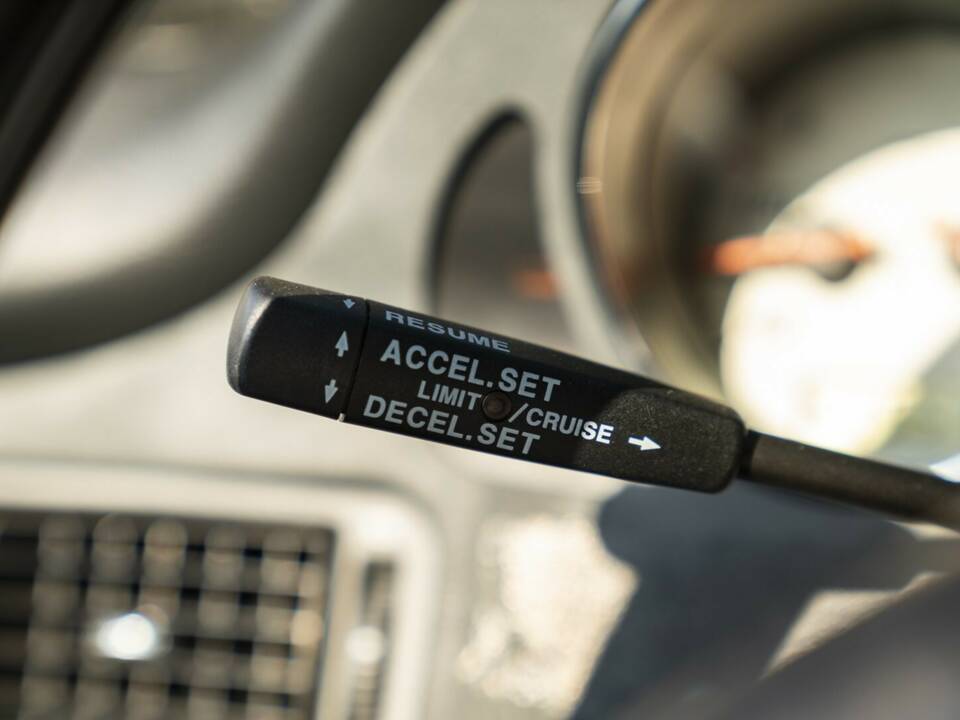 RESUME
ACCEL.SET
LIMIT /CRUISE
DECEL.SET